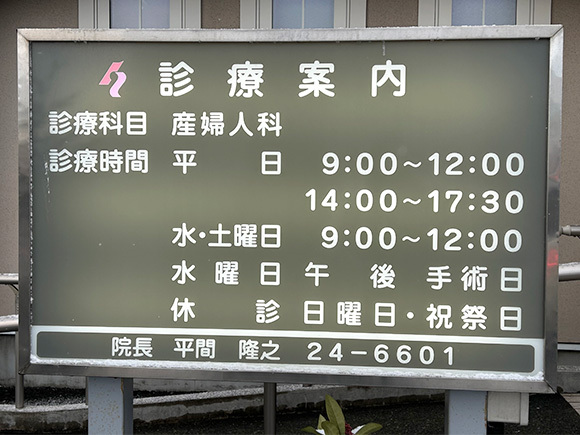 診療案内
診療科目 産婦人科
診療時間 平日 9:00～12:00
14:00～17:30
水・土曜日 9:00～12:00
水曜日午後 手術日
休診 日曜日・祝祭日
院長 平間 隆之 24-6601